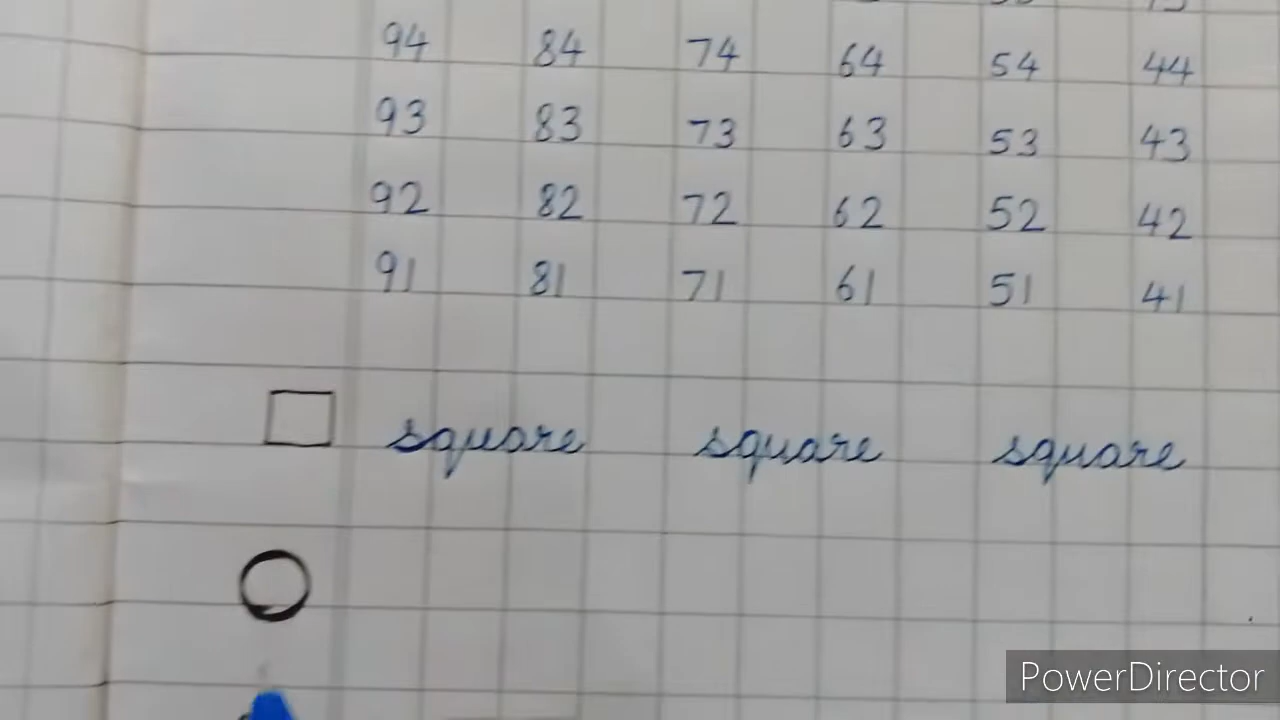 94 84 74 64 54 44
93 83 73 63 53 43
92 82 72 62 52 42
91 81 71 61 51 41
square square square
PowerDirector